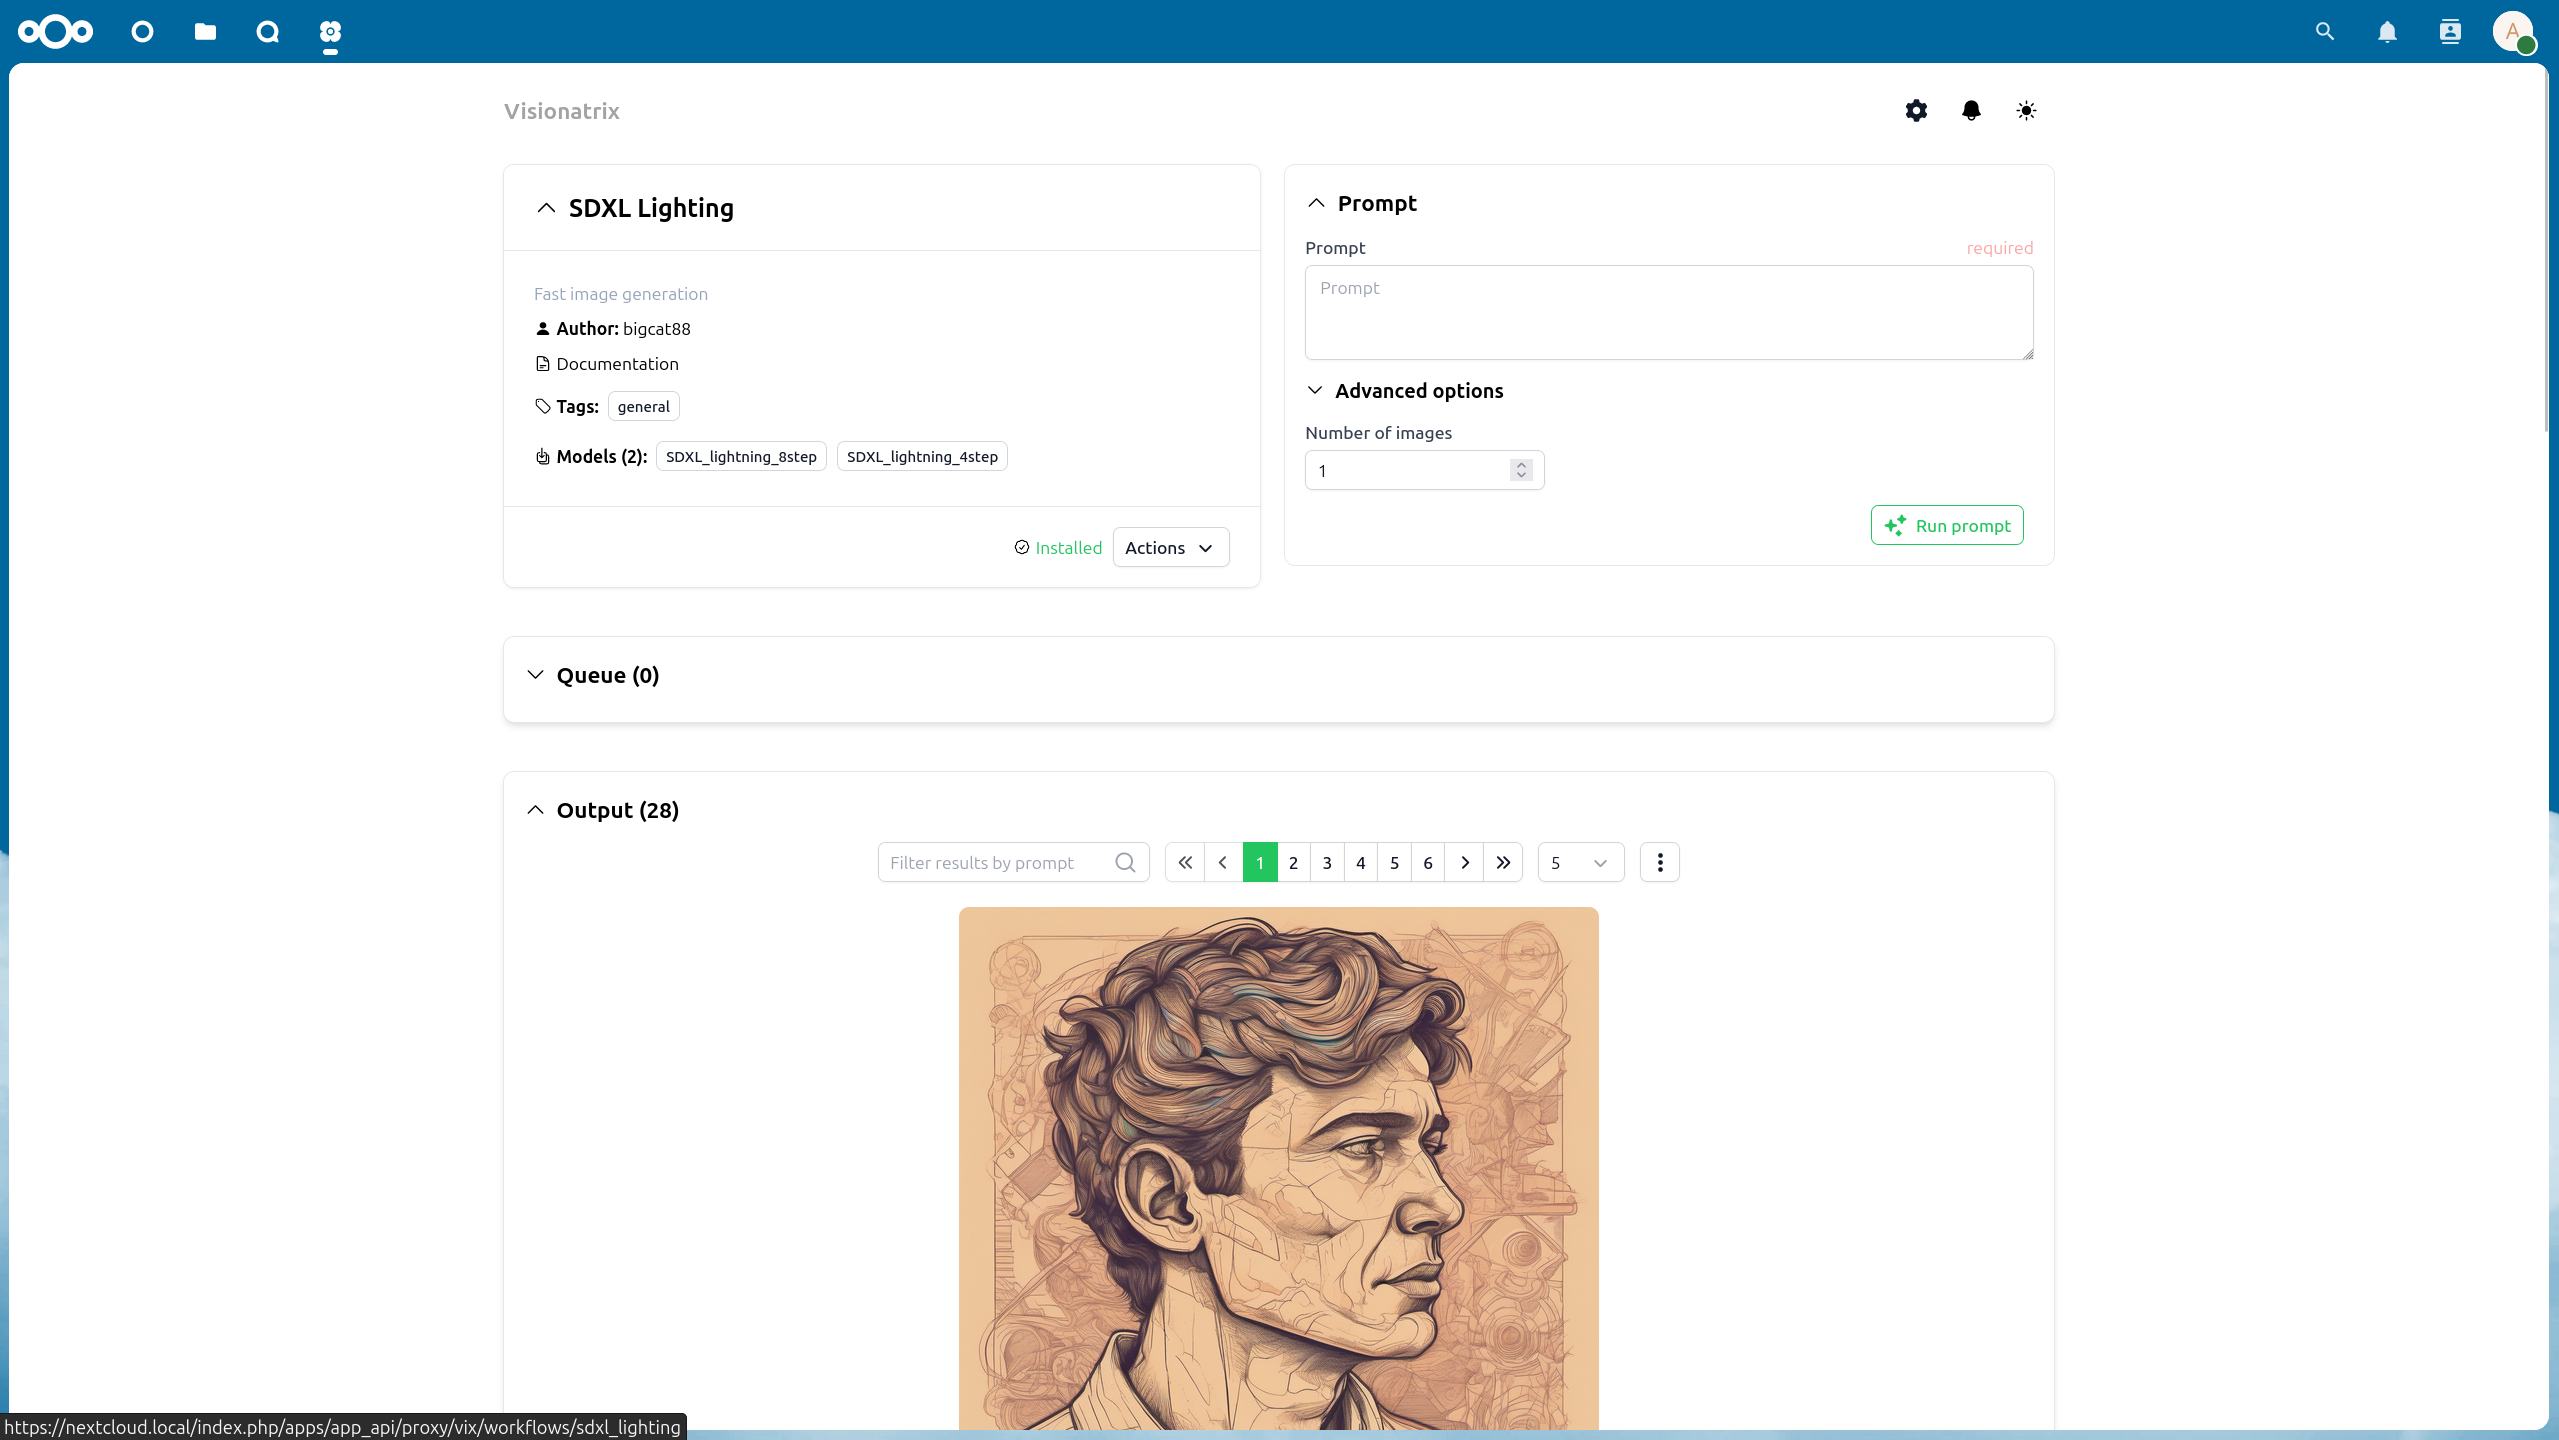 A
Visionatrix
SDXL Lighting
Fast image generation
Author: bigcat88
Documentation
Tags: general
Models (2): SDXL_lightning_8step SDXL_lightning_4step
Installed Actions
Prompt
Prompt required
Prompt
Advanced options
Number of images
1
Run prompt
Queue (0)
Output (28)
Filter results by prompt 1 2 3 4 5 6 5
https://nextcloud.local/index.php/apps/app_api/proxy/vix/workflows/sdxl_lighting